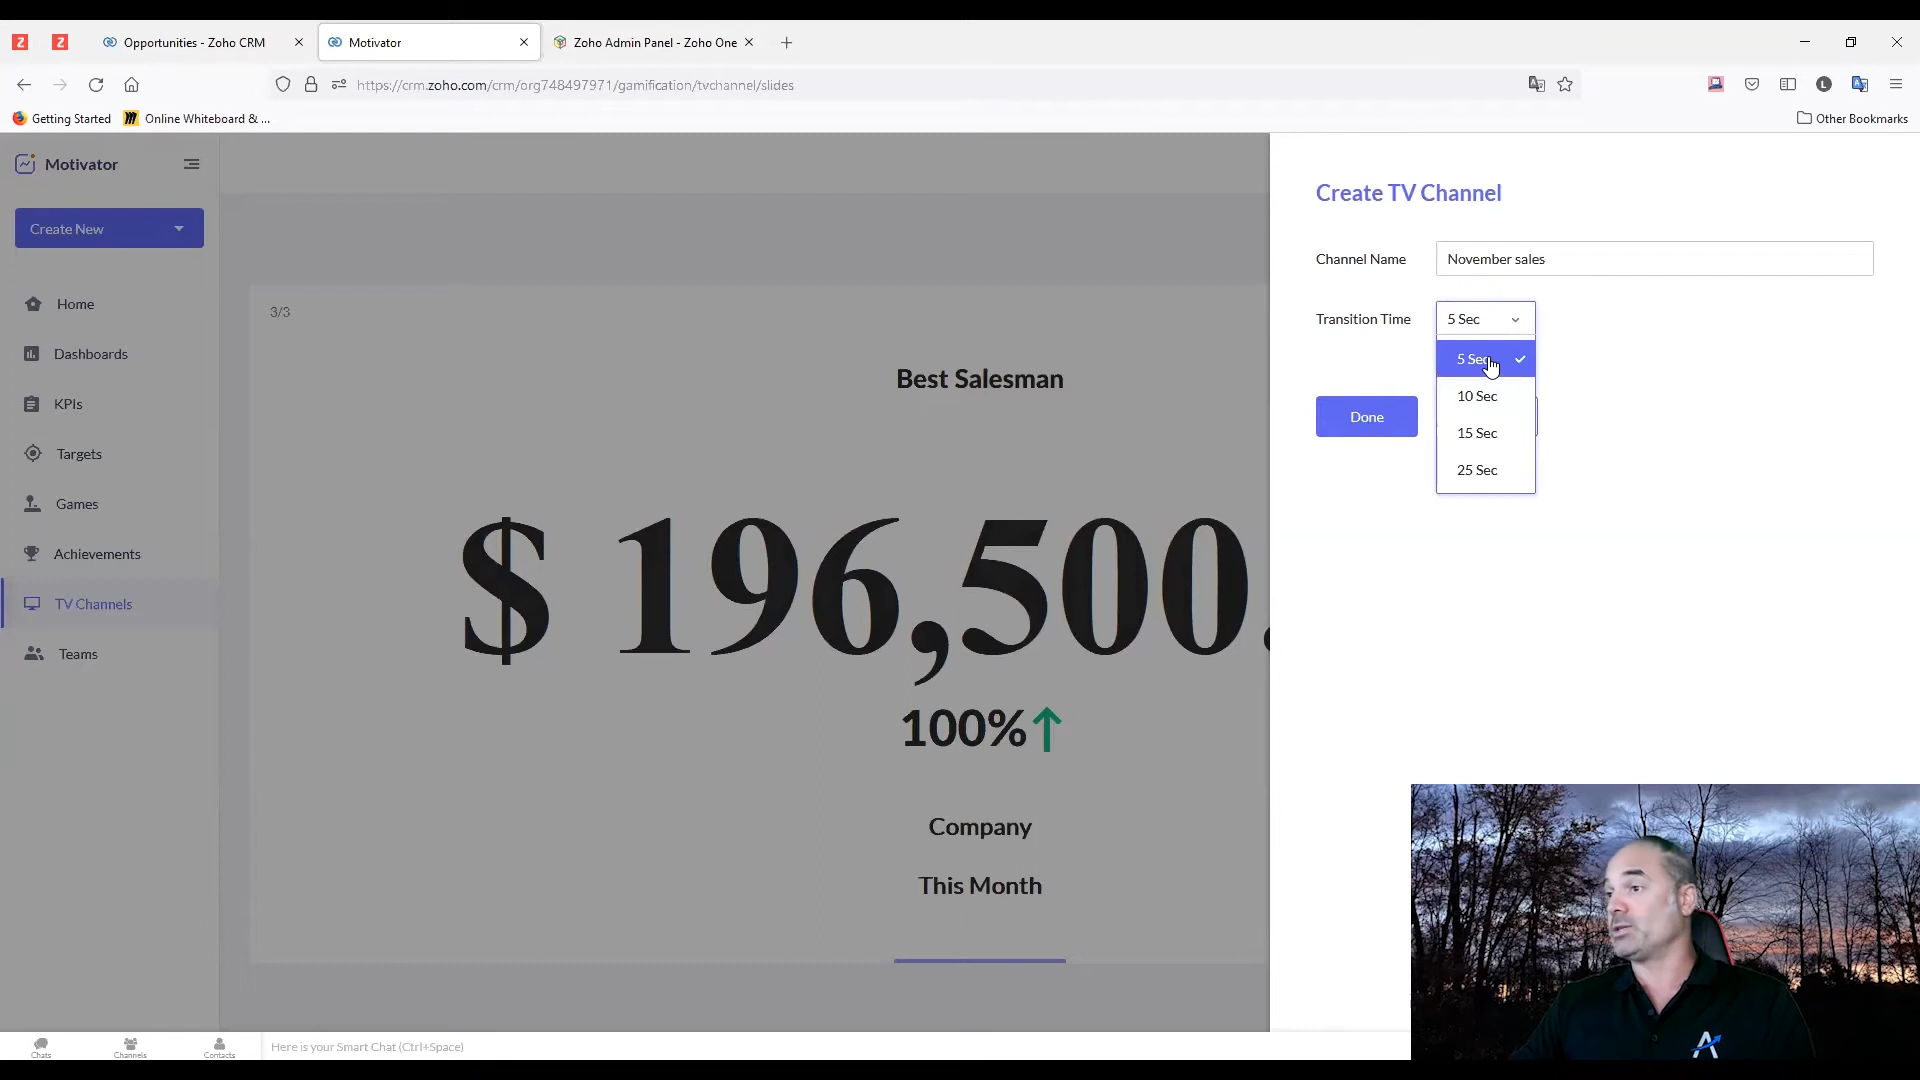 Opportunities - Zoho CRM
Motivator
Zoho Admin Panel - Zoho One
https://crm.zoho.com/crm/org748497971/gamification/tvchannel/slides
Getting Started
Online Whiteboard & ...
Other Bookmarks
Motivator
Create New
Home
Dashboards
KPIs
Targets
Games
Achievements
TV Channels
Teams
3/3
Best Salesman
$ 196,500.
100%
Company
This Month
Create TV Channel
Channel Name
November sales
Transition Time
5 Sec
5 Sec
10 Sec
15 Sec
25 Sec
Done
Chats
Channels
Contacts
Here is your Smart Chat (Ctrl+Space)